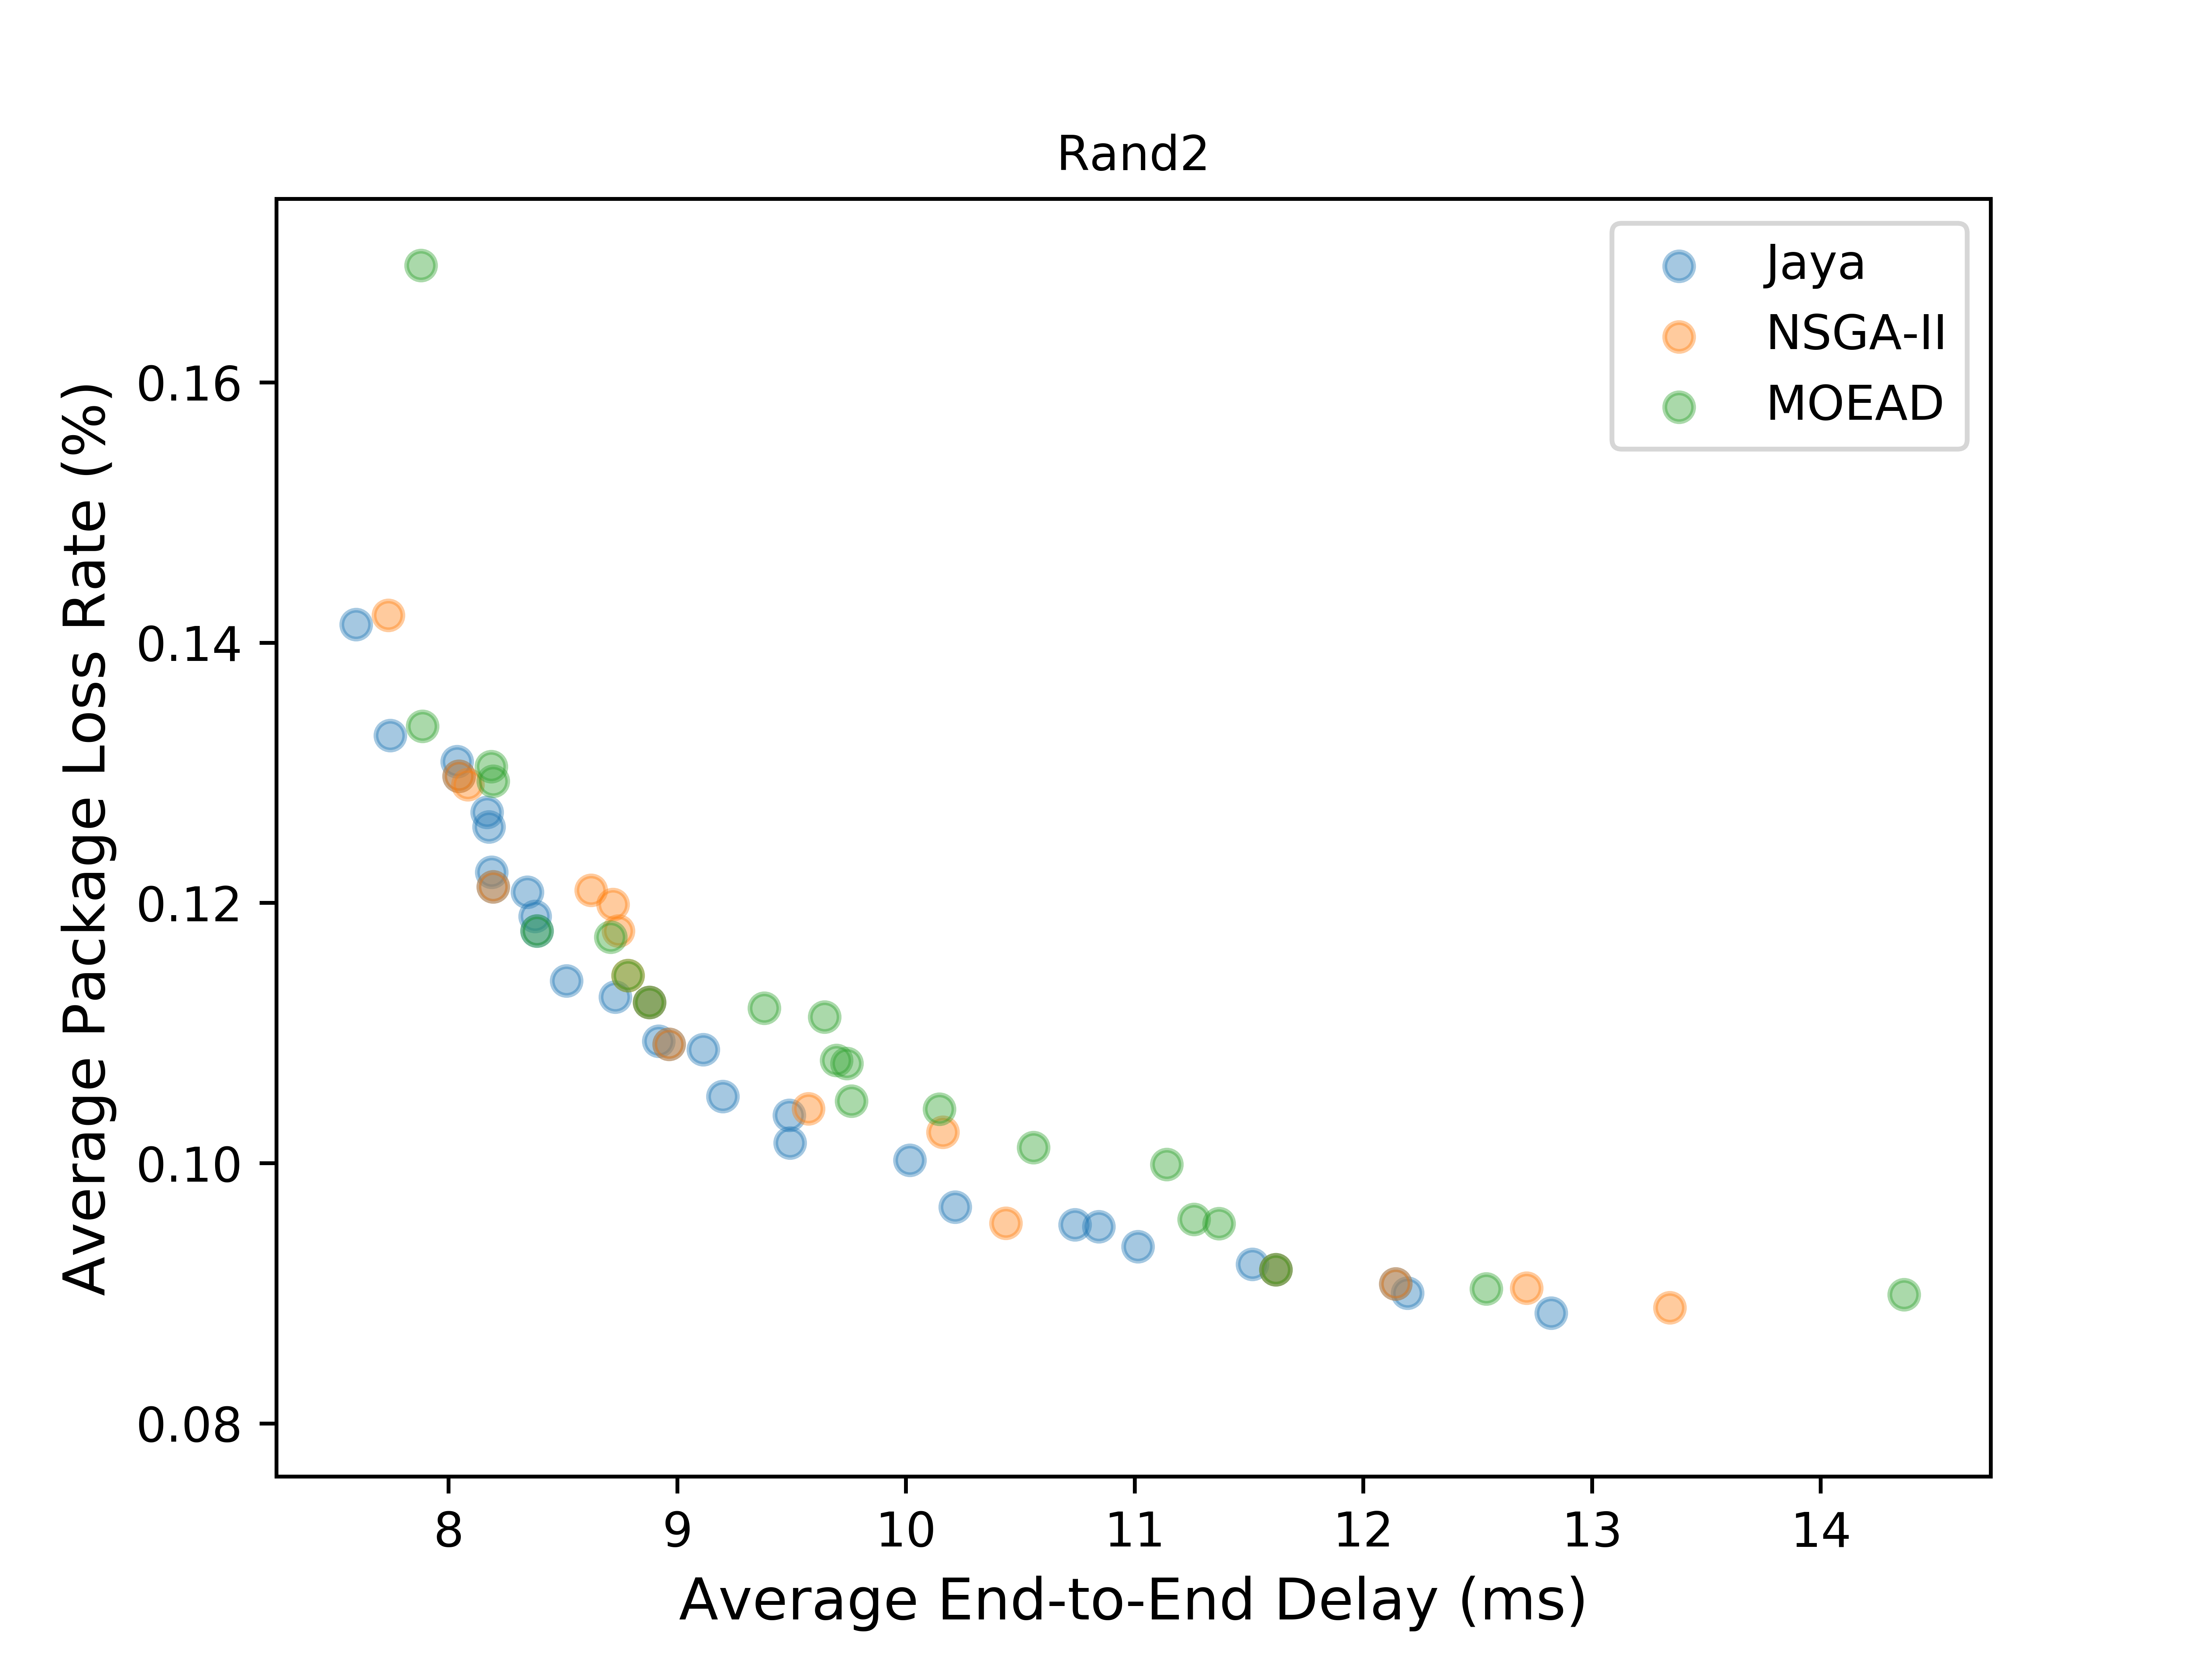 Rand2
Jaya
NSGA-II
MOEAD
Average Package Loss Rate (%)
0.16
0.14
0.12
0.10
0.08
8 9 10 11 12 13 14
Average End-to-End Delay (ms)